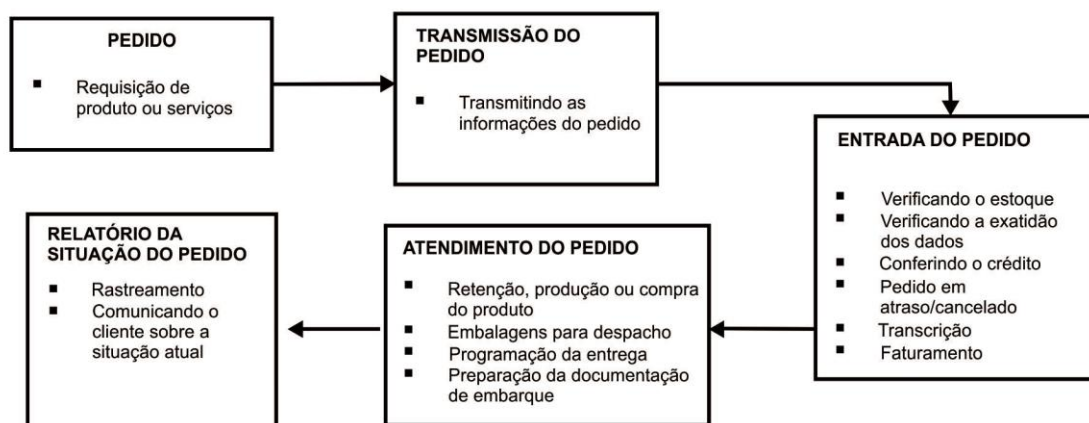 PEDIDO
▪ Requisição de
produto ou serviços
TRANSMISSÃO DO
PEDIDO
▪ Transmitindo as
informações do pedido
ENTRADA DO PEDIDO
▪ Verificando o estoque
▪ Verificando a exatidão
dos dados
▪ Conferindo o crédito
▪ Pedido em
atraso/cancelado
▪ Transcrição
▪ Faturamento
ATENDIMENTO DO PEDIDO
▪ Retenção, produção ou compra
do produto
▪ Embalagens para despacho
▪ Programação da entrega
▪ Preparação da documentação
de embarque
RELATÓRIO DA
SITUAÇÃO DO PEDIDO
▪ Rastreamento
▪ Comunicando o
cliente sobre a
situação atual